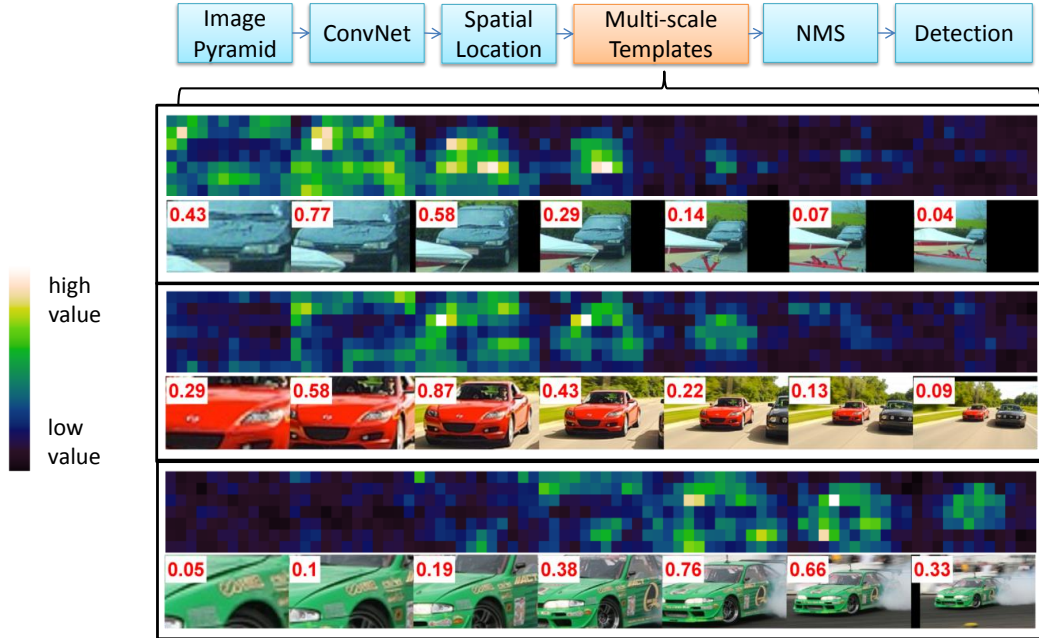 Image
Pyramid
ConvNet
Spatial
Location
Multi-scale
Templates
NMS
Detection
high
value
low
value
0.43 0.77 0.58 0.29 0.14 0.07 0.04
0.29 0.58 0.87 0.43 0.22 0.13 0.09
0.05 0.1 0.19 0.38 0.76 0.66 0.33